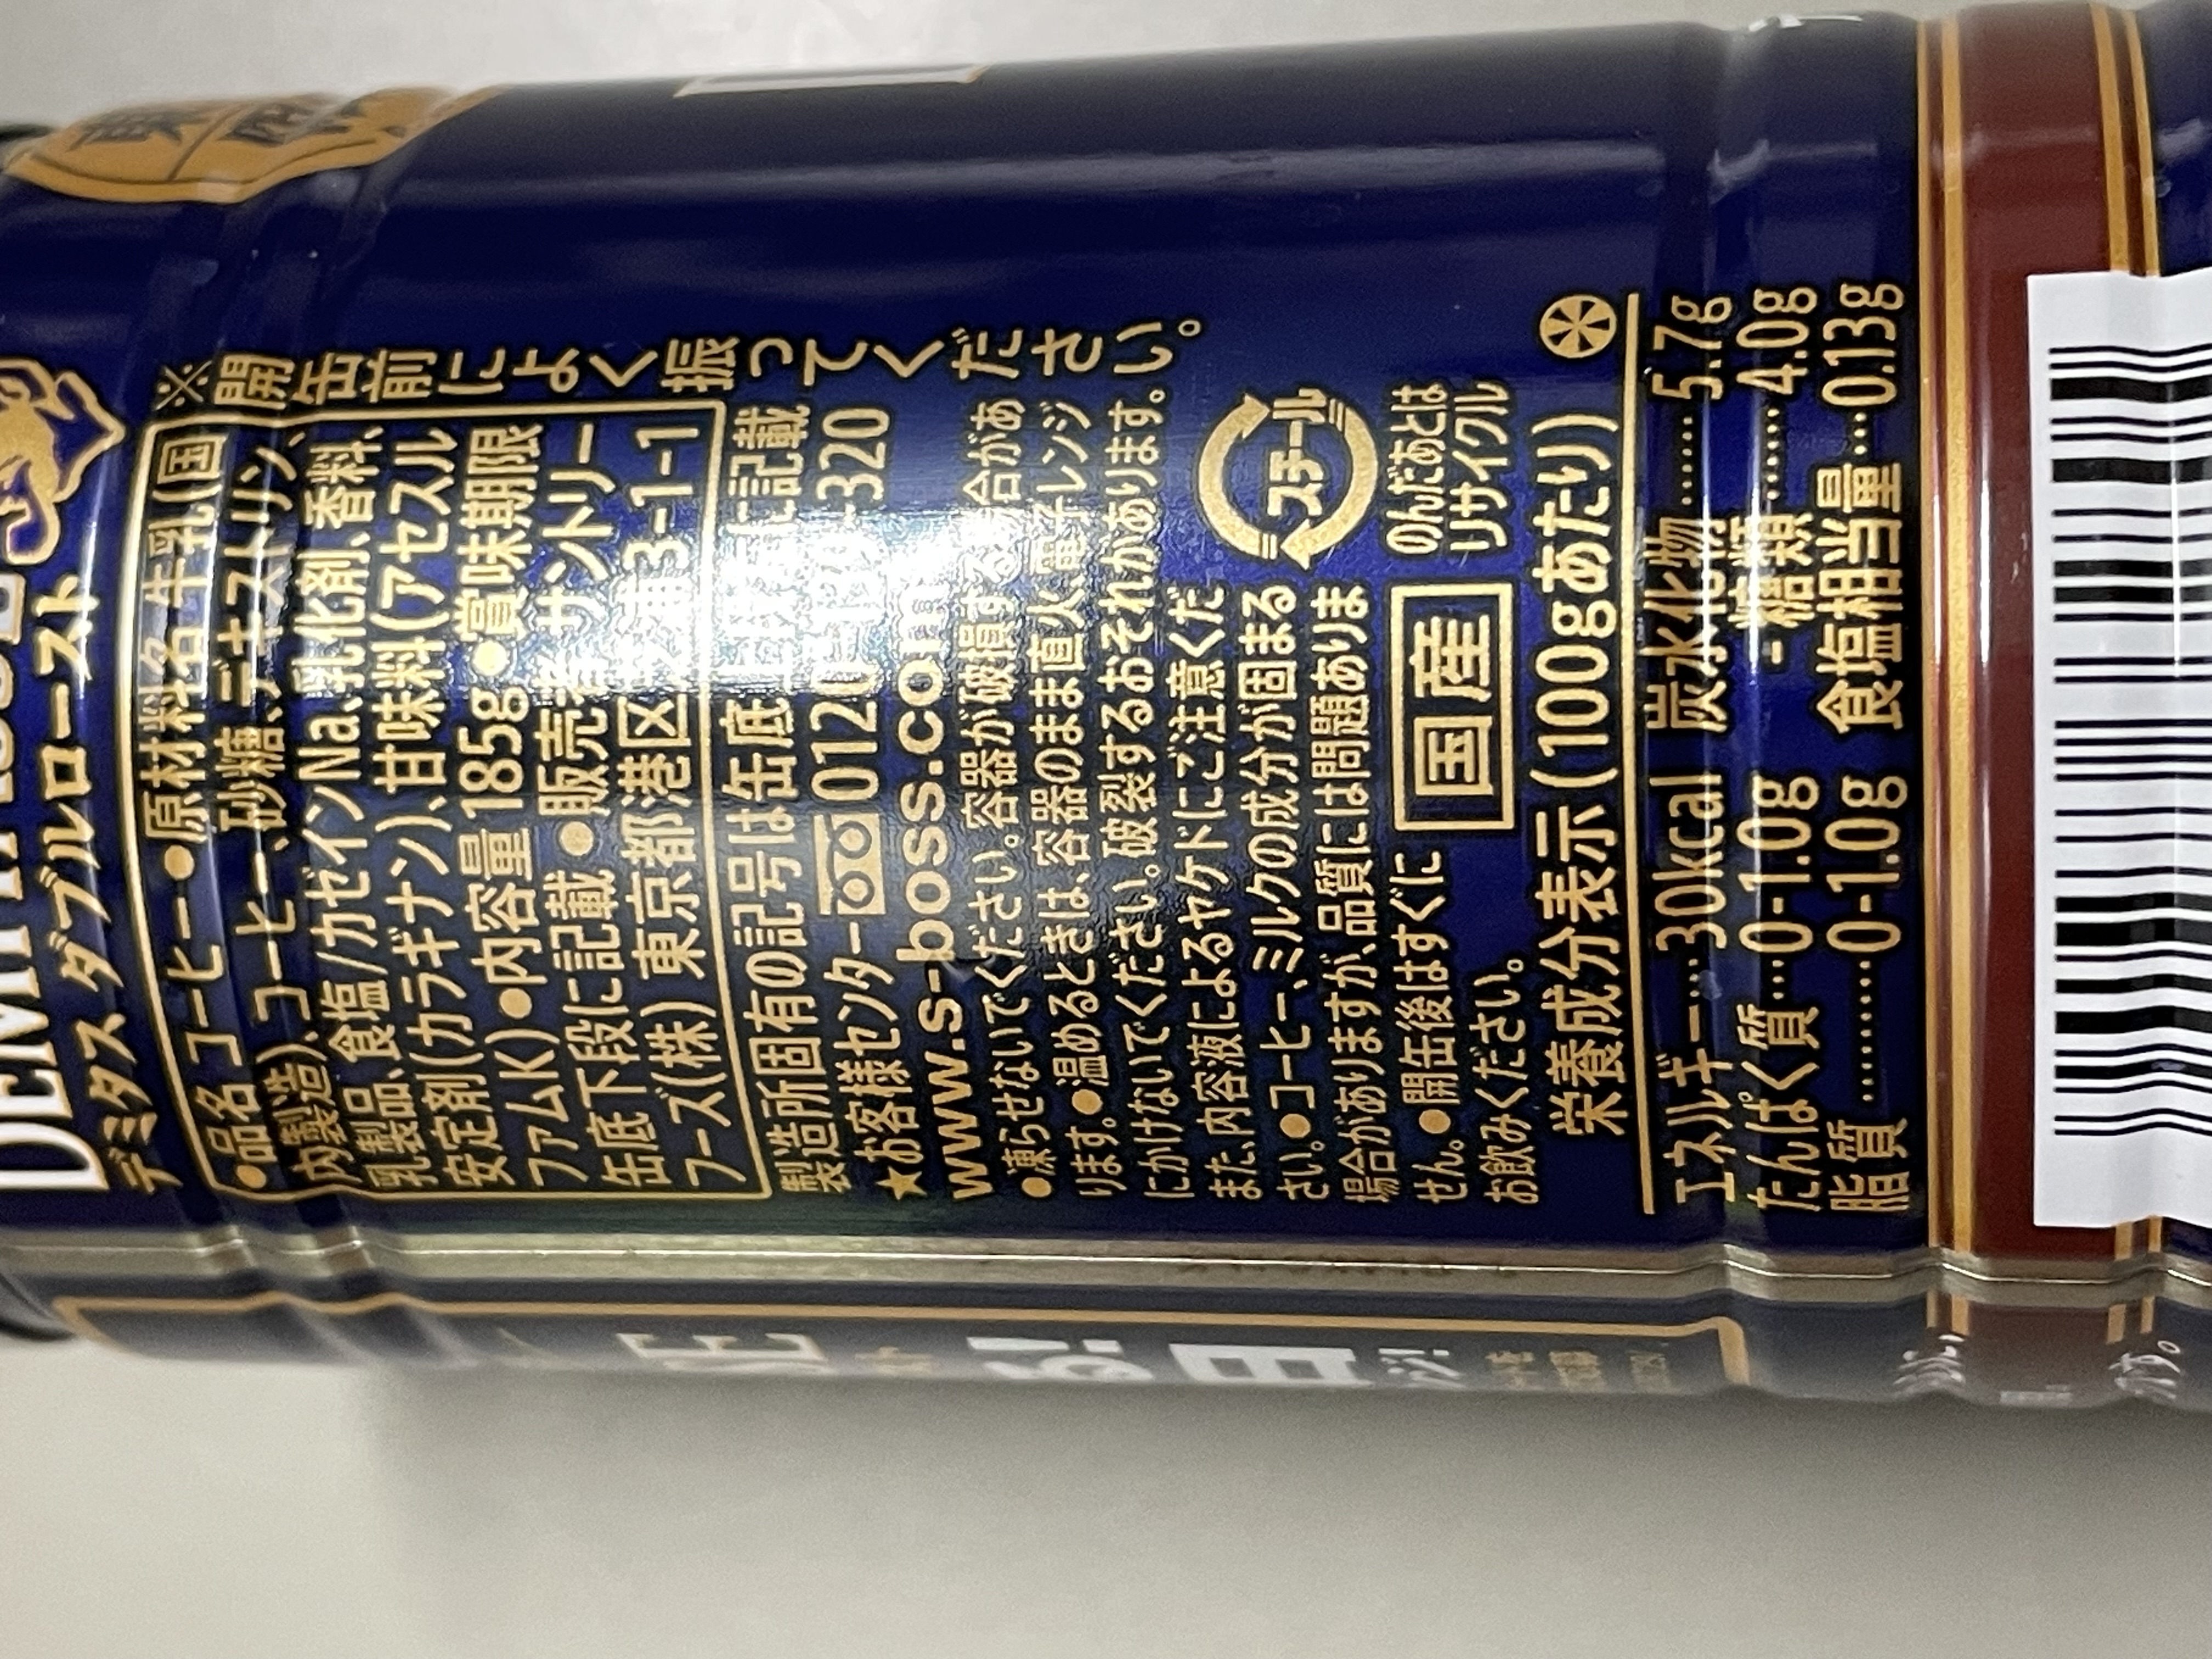 デミタス ダブルロースト
※開缶前によく振ってください。
●品名 コーヒー ●原材料名 牛乳(国
内製造)、コーヒー、砂糖、デキストリン、
乳製品、食塩/カゼインNa、乳化剤、香料、
安定剤(カラギナン)、甘味料(アセスル
ファムK) ●内容量 185g ●賞味期限
缶底下段に記載 ●販売者 サントリー
フーズ(株) 東京都港区芝浦3-1-1
製造所固有の記号は缶底 に記載
★お客様センター 0120 -320
www.s-boss.com
●凍らせないでください。容器が破損する場合があ
ります。●温めるときは、容器のまま直火・電子レンジ
にかけないでください。破裂するおそれがあります。
また、内容液によるヤケドにご注意くだ
さい。●コーヒー、ミルクの成分が固まる
場合がありますが、品質には問題ありま
せん。●開缶後はすぐに
お飲みください。
国産
スチール
のんだあとは
リサイクル
栄養成分表示(100gあたり)
エネルギー…30kcal 炭水化物……5.7g
たんぱく質…0-1.0g -糖類……4.0g
脂質………0-1.0g 食塩相当量…0.13g